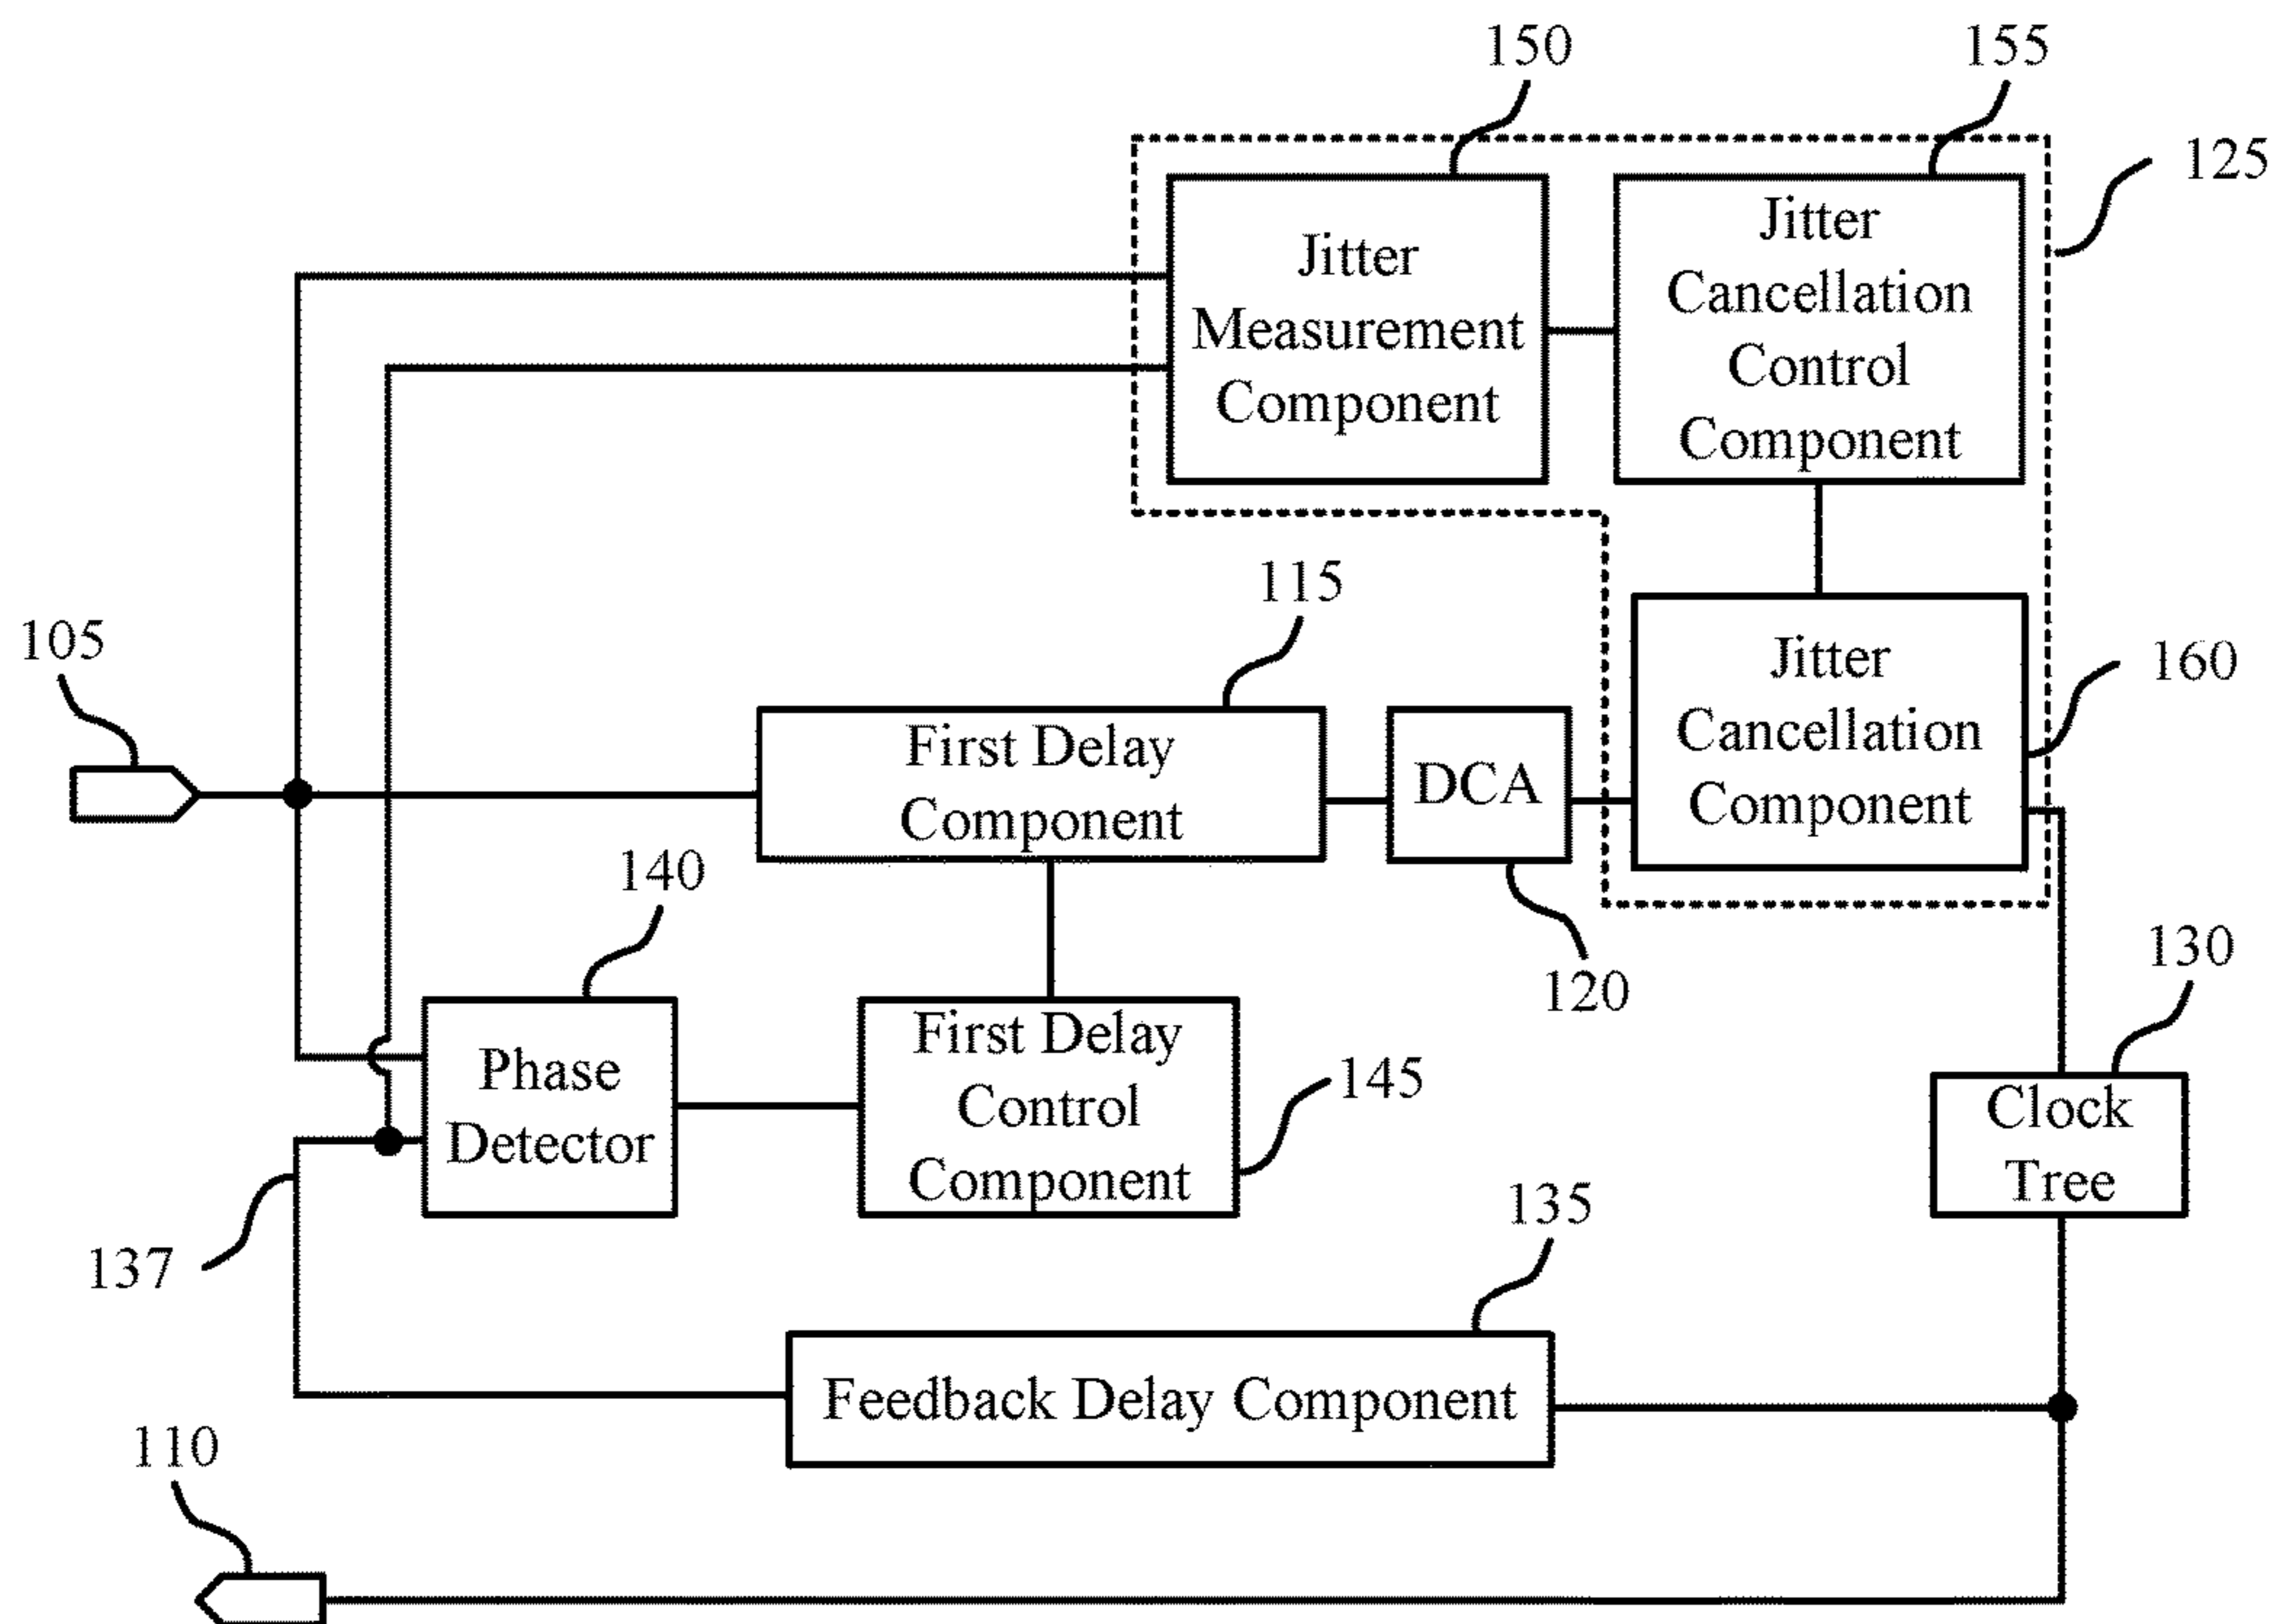 150
155
125
Jitter
Measurement
Component
Jitter
Cancellation
Control
Component
115
105
160
First Delay
Component
DCA
Jitter
Cancellation
Component
140
120
130
Phase
Detector
First Delay
Control
Component
145
Clock
Tree
137
135
Feedback Delay Component
110